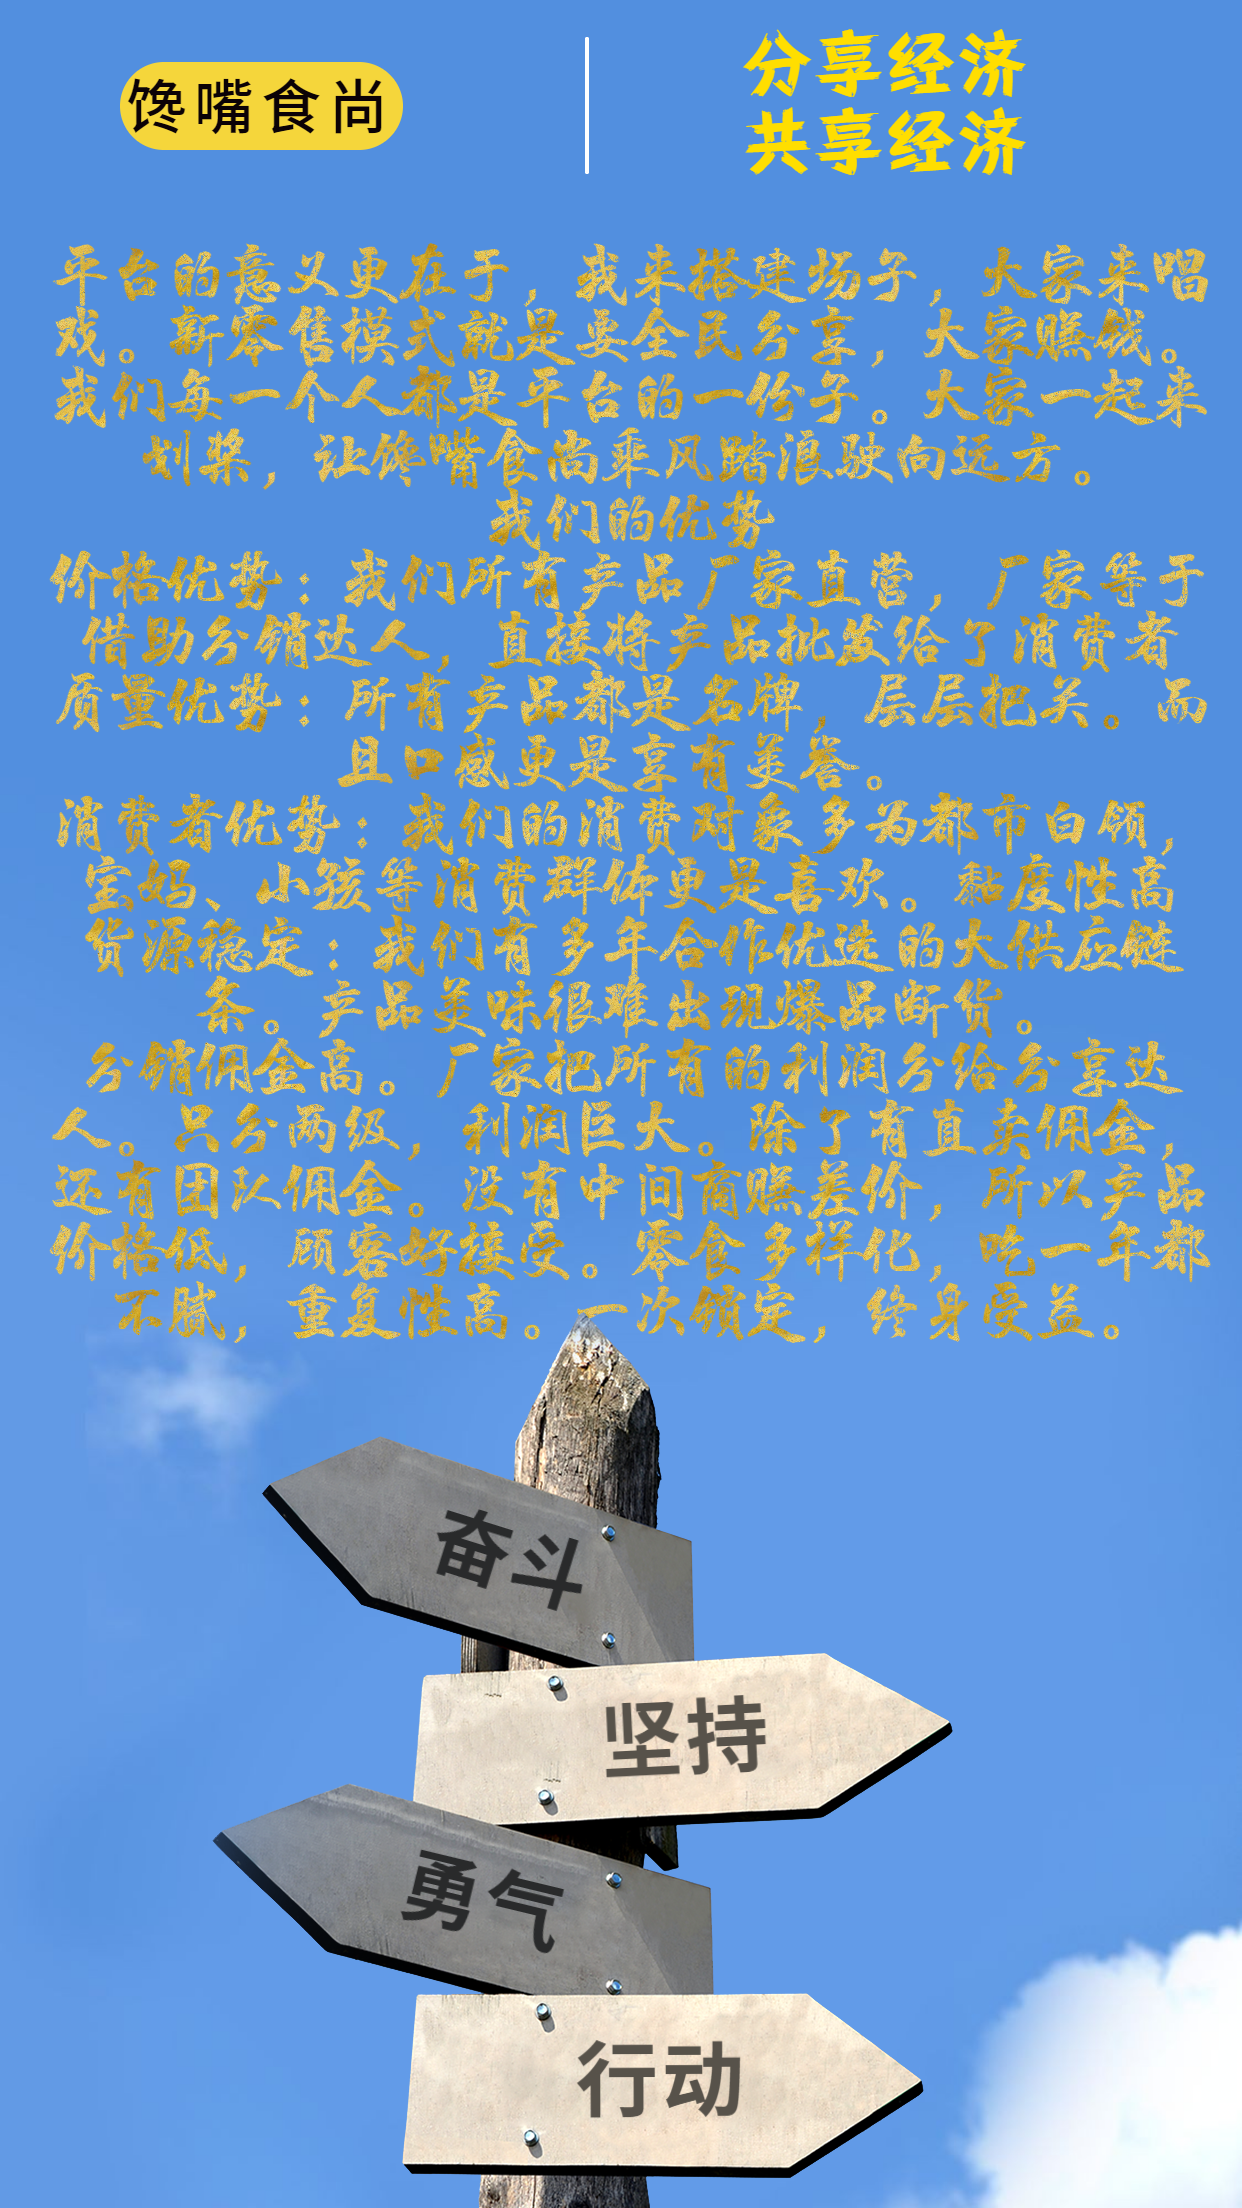 馋嘴食尚
分享经济
共享经济
平台的意义更在于，我来搭建场子，大家来唱
戏。新零售模式就是要全民分享，大家赚钱。
我们每一个人都是平台的一份子。大家一起来
划桨，让馋嘴食尚乘风踏浪驶向远方。
我们的优势
价格优势：我们所有产品厂家直营，厂家等于
借助分销达人，直接将产品批发给了消费者
质量优势：所有产品都是名牌，层层把关。而
且口感更是享有美誉。
消费者优势：我们的消费对象多为都市白领，
宝妈、小孩等消费群体更是喜欢。黏度性高
货源稳定：我们有多年合作优选的大供应链
条。产品美味很难出现爆品断货。
分销佣金高。厂家把所有的利润分给分享达
人。只分两级，利润巨大。除了有直卖佣金，
还有团队佣金。没有中间商赚差价，所以产品
价格低，顾客好接受。零食多样化，吃一年都
不腻，重复性高。一次锁定，终身受益。
奋斗
坚持
勇气
行动